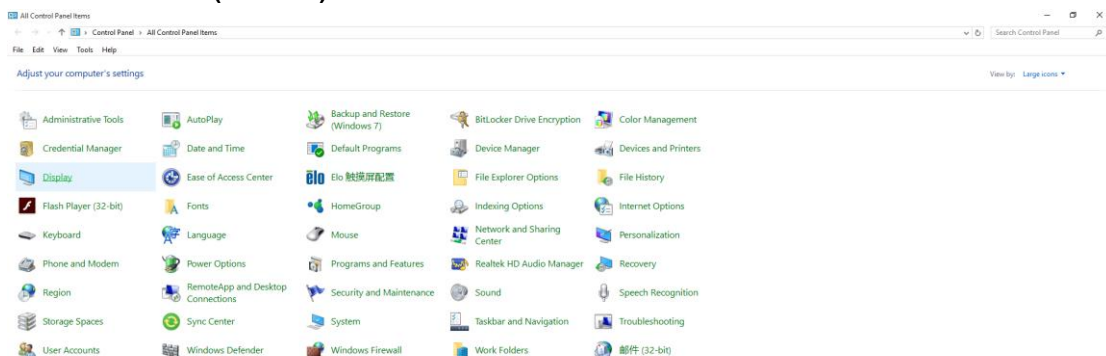 All Control Panel Items
Control Panel > All Control Panel Items
Search Control Panel
File Edit View Tools Help
Adjust your computer's settings
View by: Large icons
Administrative Tools
AutoPlay
Backup and Restore
(Windows 7)
BitLocker Drive Encryption
Color Management
Credential Manager
Date and Time
Default Programs
Device Manager
Devices and Printers
Display
Ease of Access Center
elo
Elo 触摸屏配置
File Explorer Options
File History
Flash Player (32-bit)
Fonts
HomeGroup
Indexing Options
Internet Options
Keyboard
Language
Mouse
Network and Sharing
Center
Personalization
Phone and Modem
Power Options
Programs and Features
Realtek HD Audio Manager
Recovery
Region
RemoteApp and Desktop
Connections
Security and Maintenance
Sound
Speech Recognition
Storage Spaces
Sync Center
System
Taskbar and Navigation
Troubleshooting
User Accounts
Windows Defender
Windows Firewall
Work Folders
邮件 (32-bit)